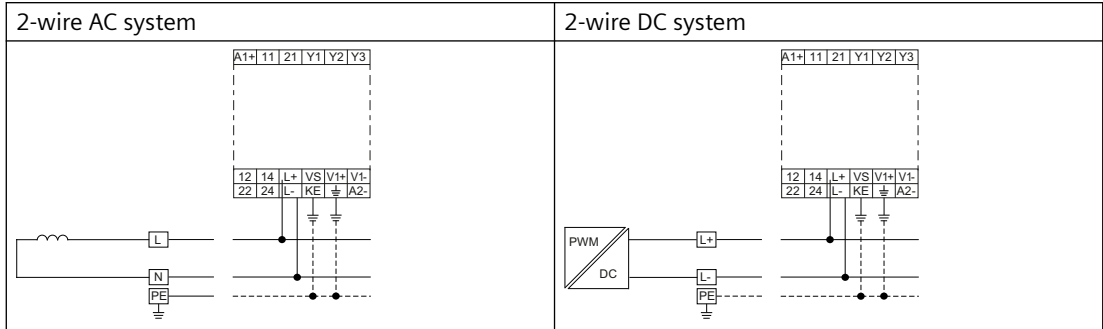 2-wire AC system
A1+ 11 21 Y1 Y2 Y3
12 14 L+ VS V1+ V1-
22 24 L- KE A2-
L
N
PE
2-wire DC system
A1+ 11 21 Y1 Y2 Y3
12 14 L+ VS V1+ V1-
22 24 L- KE A2-
PWM
DC
L+
L-
PE